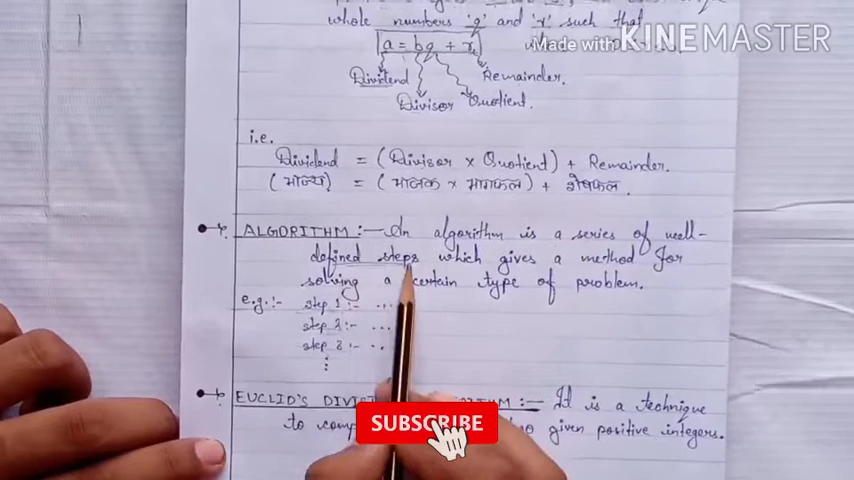 whole numbers 'q' and 'r' such that
a = bq + r,
Made with KINEMASTER
Dividend
Remainder.
Divisor
Quotient.
i.e.
Dividend = (Divisor x Quotient) + Remainder.
(भाज्य) = (भाजक x भागफल) + शेषफल.
ALGORITHM :- An algorithm is a series of well-
defined steps which gives a method for
solving a certain type of problem.
e.g.:- step 1:- ...
step 2:- ...
step 3:- ..
EUCLID'S :- It is a technique
to given positive integers.
SUBSCRIBE